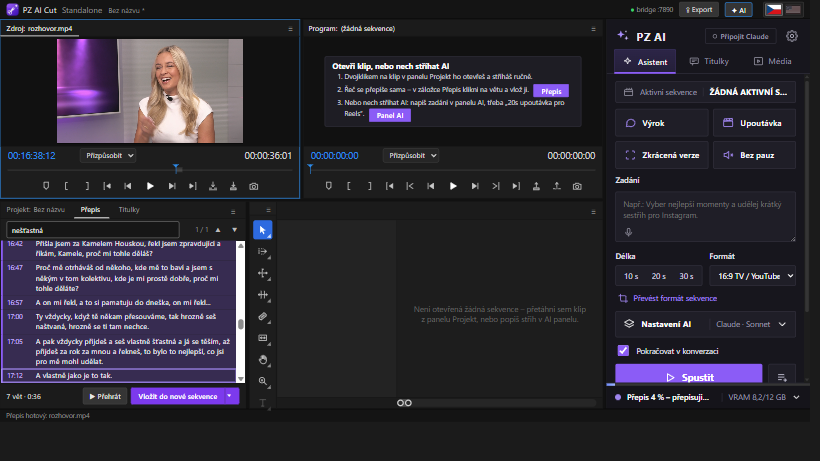 PZ AI Cut Standalone Bez názvu *
bridge :7890 Export AI
Zdroj: rozhovor.mp4
Program: (žádná sekvence)
Otevři klip, nebo nech stříhat AI
1. Dvojklikem na klip v panelu Projekt ho otevřeš a stříháš ručně.
2. Řeč se přepíše sama – v záložce Přepis klikni na větu a vlož ji. Přepis
3. Nebo nech stříhat AI: napiš zadání v panelu AI, třeba „20s upoutávka pro
Reels“. Panel AI
00:16:38:12 Přizpůsobit 00:00:36:01
00:00:00:00 Přizpůsobit 00:00:00:00
Projekt: Bez názvu Přepis Titulky
nešťastná 1 / 1
16:42 Přišla jsem za Kamelem Houskou, řekl jsem zpravdující a
říkám, Kamele, proč mi tohle děláš?
16:47 Proč mě otrháváš od někoho, kde mě to baví a jsem s
někým v tom kolektivu, kde je mi prostě dobře, proč mi
tohle děláte?
16:57 A on mi řekl, a to si pamatuju do dneška, on mi řekl...
17:00 Ty vždycky, když tě někam přesouváme, tak hrozně seš
naštvaná, hrozně se ti tam nechce.
17:05 A pak vždycky přijdeš a seš vlastně šťastná a já se těším, až
přijdeš za rok za mnou a řekneš, to bylo to nejlepší, co jsi
pro mě mohl udělat.
17:12 A vlastně jako je to tak.
7 vět · 0:36 Přehrát Vložit do nové sekvence
Přepis hotový: rozhovor.mp4
Není otevřená žádná sekvence – přetáhni sem klip
z panelu Projekt, nebo popiš střih v AI panelu.
PZ AI Připojit Claude
Asistent Titulky Média
Aktivní sekvence ŽÁDNÁ AKTIVNÍ S...
Výrok Upoutávka
Zkrácená verze Bez pauz
Zadání
Např.: Vyber nejlepší momenty a udělej krátký
sestřih pro Instagram.
Délka Formát
10 s 20 s 30 s 16:9 TV / YouTube
Převést formát sekvence
Nastavení AI Claude · Sonnet
Pokračovat v konverzaci
Spustit
Přepis 4 % – přepisuji... VRAM 8,2/12 GB